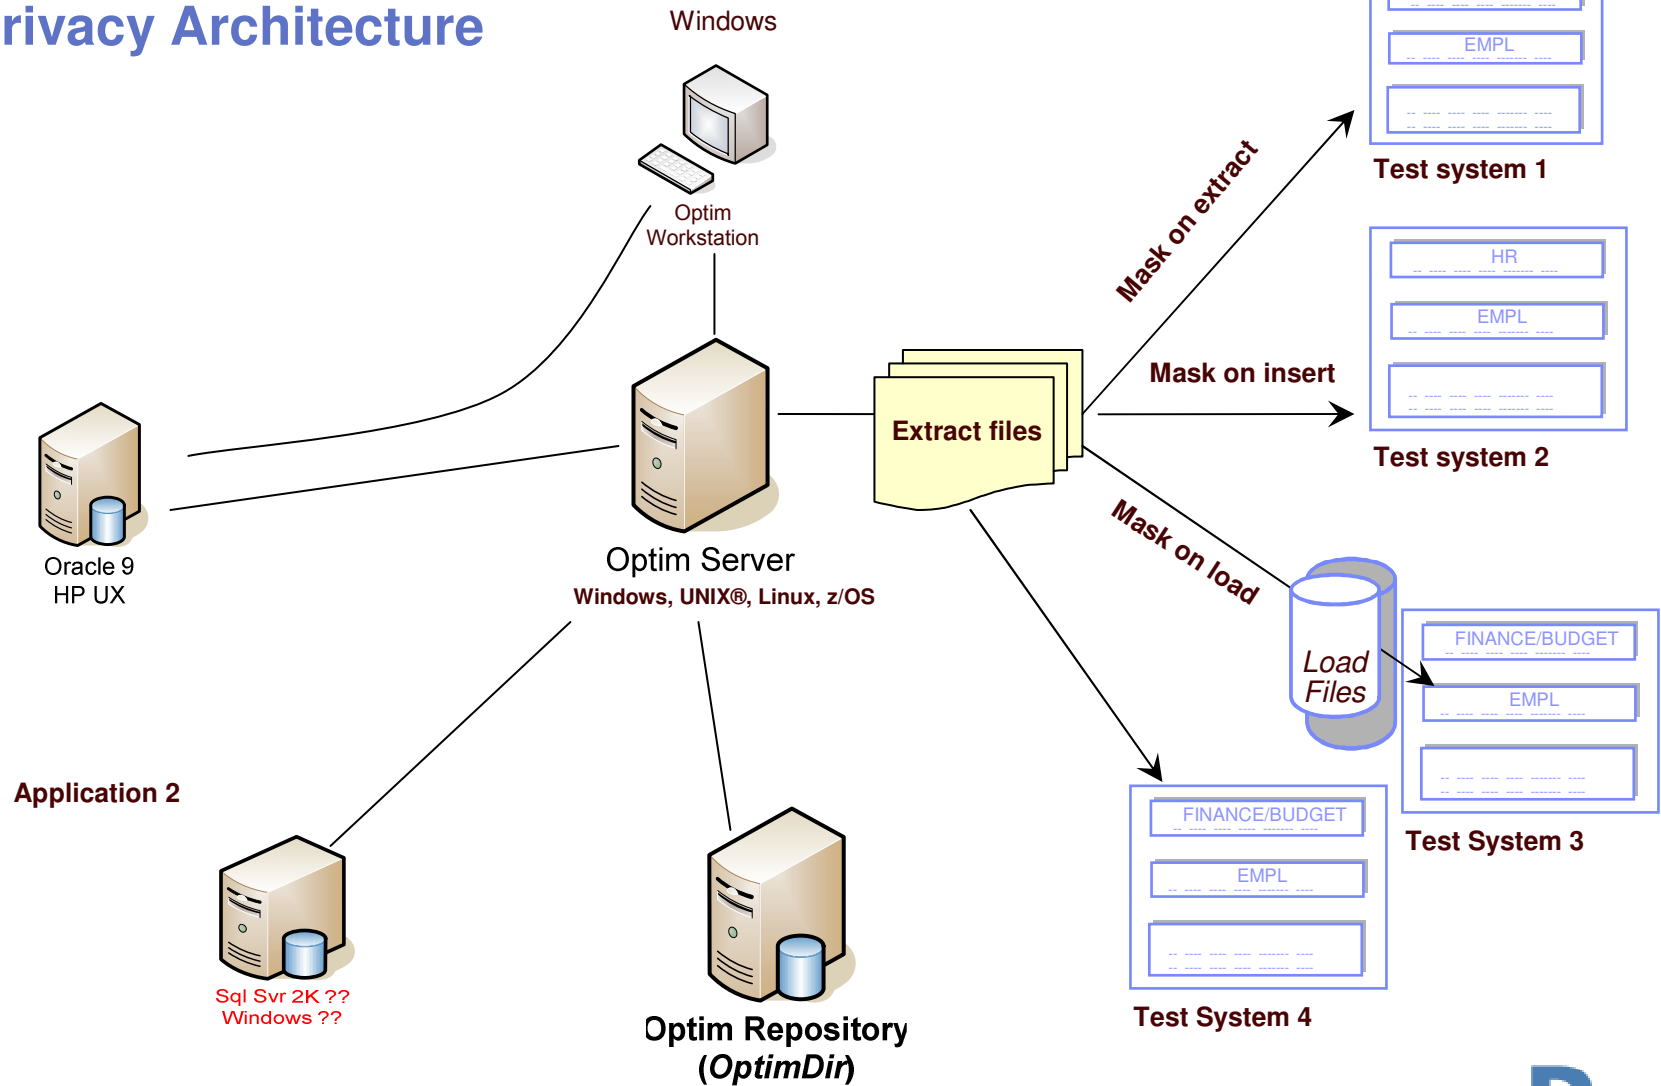 rivacy Architecture
Windows
EMPL
Test system 1
Optim
Workstation
Mask on extract
HR
EMPL
Mask on insert
Test system 2
Extract files
Oracle 9
HP UX
Optim Server
Windows, UNIX®, Linux, z/OS
Mask on load
Load
Files
FINANCE/BUDGET
EMPL
Test System 3
Application 2
FINANCE/BUDGET
EMPL
Test System 4
Sql Svr 2K ??
Windows ??
Optim Repository
(OptimDir)